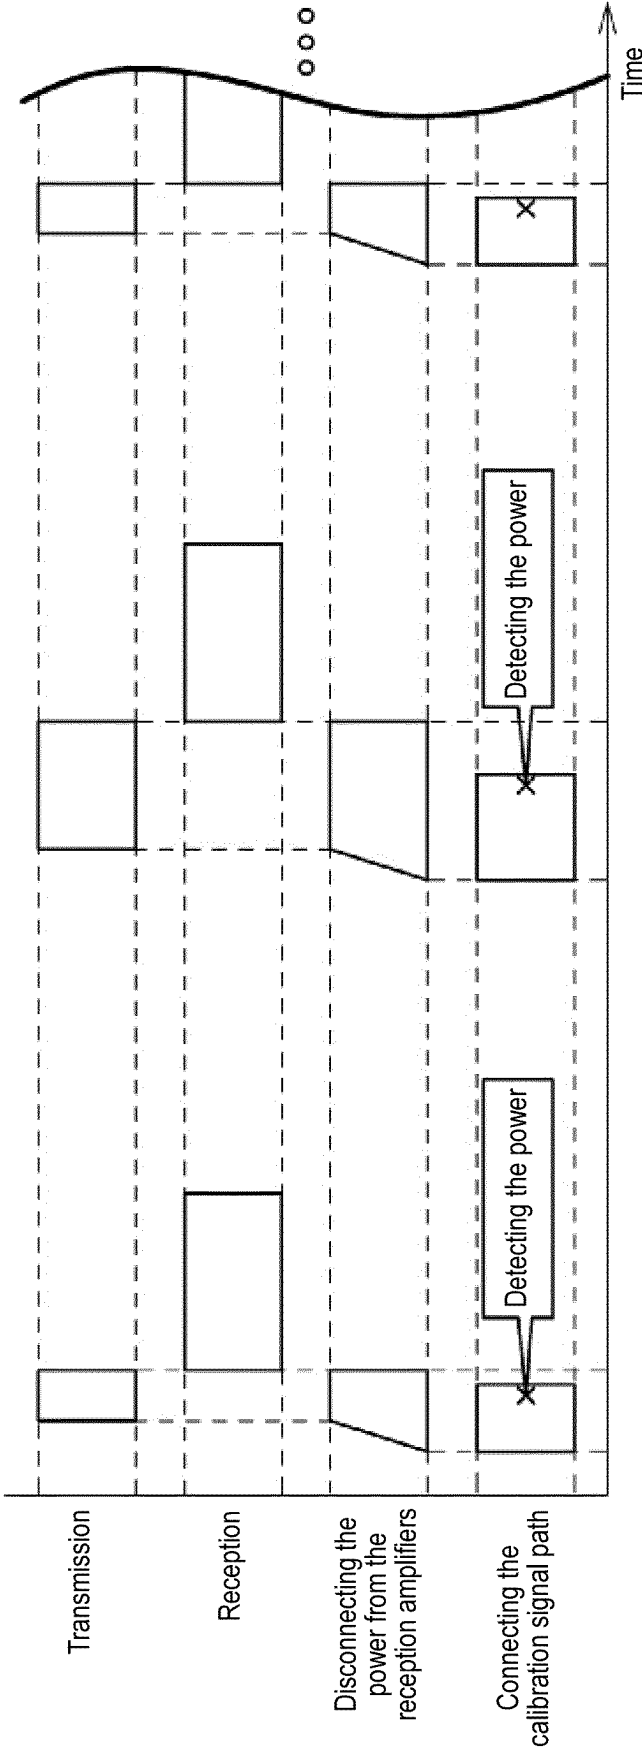 Transmission
Reception
Disconnecting the
power from the
reception amplifiers
Connecting the
calibration signal path
Detecting the power
Detecting the power
Time